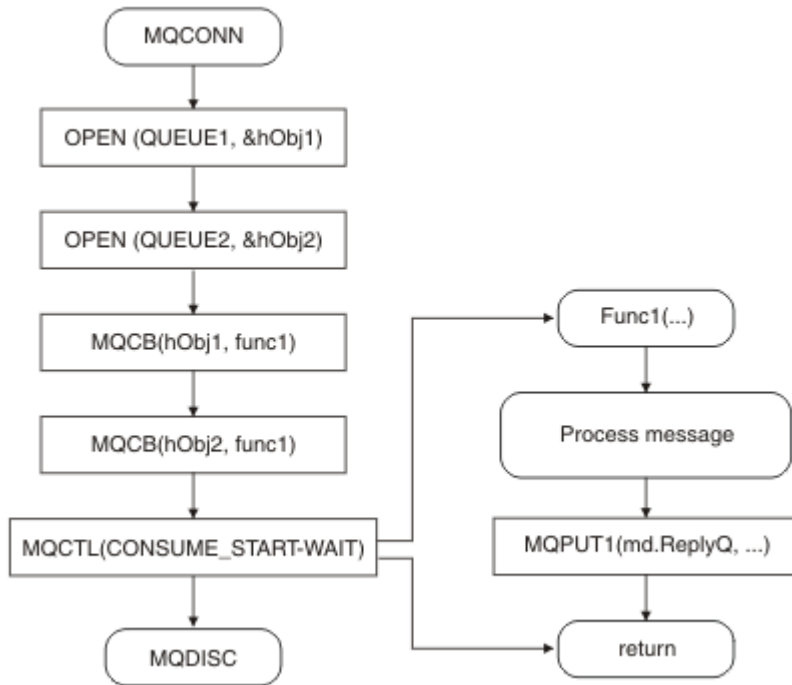 MQCONN
OPEN (QUEUE1, &hObj1)
OPEN (QUEUE2, &hObj2)
MQCB(hObj1, func1)
MQCB(hObj2, func1)
MQCTL(CONSUME_START-WAIT)
MQDISC
Func1(...)
Process message
MQPUT1(md.ReplyQ, ...)
return